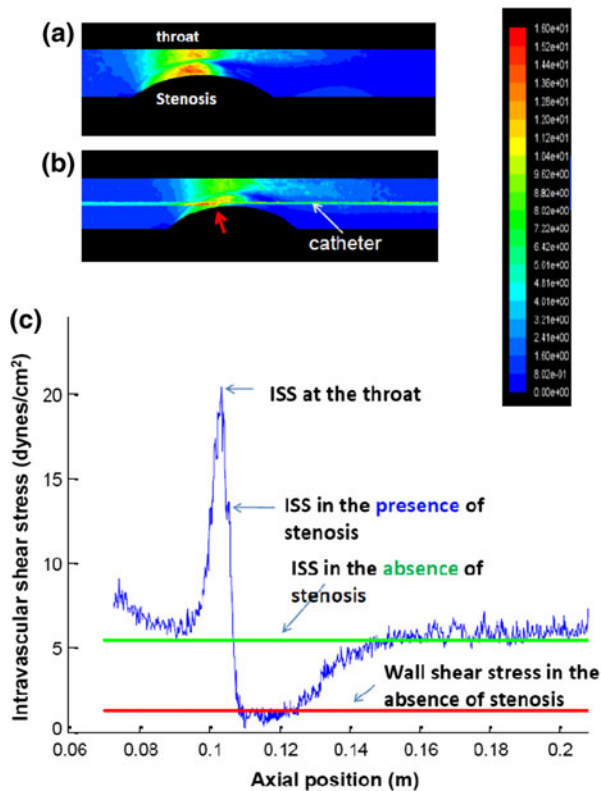 (a)
throat
Stenosis
(b)
catheter
1.60e+01
1.52e+01
1.44e+01
1.36e+01
1.28e+01
1.20e+01
1.12e+01
1.04e+01
9.62e+00
8.82e+00
8.02e+00
7.22e+00
6.42e+00
5.61e+00
4.81e+00
4.01e+00
3.21e+00
2.41e+00
1.60e+00
8.02e-01
0.00e+00
(c)
Intravascular shear stress (dynes/cm²)
20
15
10
5
0
ISS at the throat
ISS in the presence of
stenosis
ISS in the absence of
stenosis
Wall shear stress in the
absence of stenosis
0.06
0.08
0.1
0.12
0.14
0.16
0.18
0.2
Axial position (m)